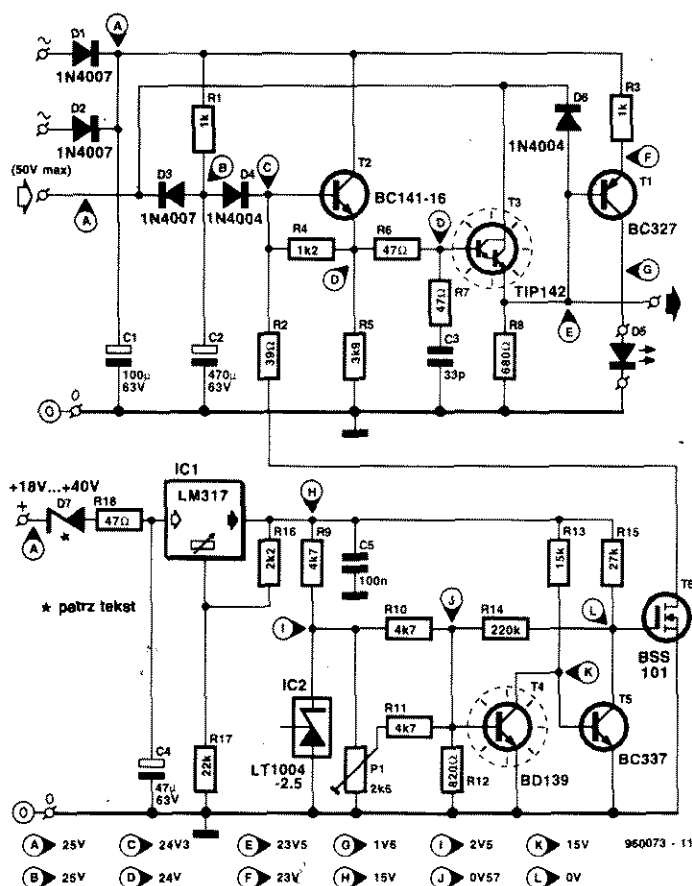 A
D1
1N4007
D2
1N4007
R1
1k
D6
1N4004
R3
1k
F
T1
BC327
(50V max)
A
D3
1N4007
B
D4
1N4004
C
T2
BC141-16
R4
1k2
D
R6
47Ω
D
T3
TIP142
G
R7
47Ω
E
C1
100µ
63V
C2
470µ
63V
R2
39Ω
R5
3k9
C3
33p
R8
680Ω
D5
0
0
+18V...+40V
D7
*
A
R18
47Ω
IC1
LM317
H
R16
2k2
R9
4k7
C5
100n
R13
15k
R15
27k
T6
BSS
101
* patrz tekst
I
R10
4k7
J
R14
220k
L
K
IC2
LT1004
-2.5
R11
4k7
T4
BD139
T5
BC337
C4
47µ
63V
R17
22k
P1
2k5
R12
820Ω
0
0
A 25V
C 24V3
E 23V5
G 1V6
I 2V5
K 15V
960073 - 11
B 25V
D 24V
F 23V
H 15V
J 0V57
L 0V